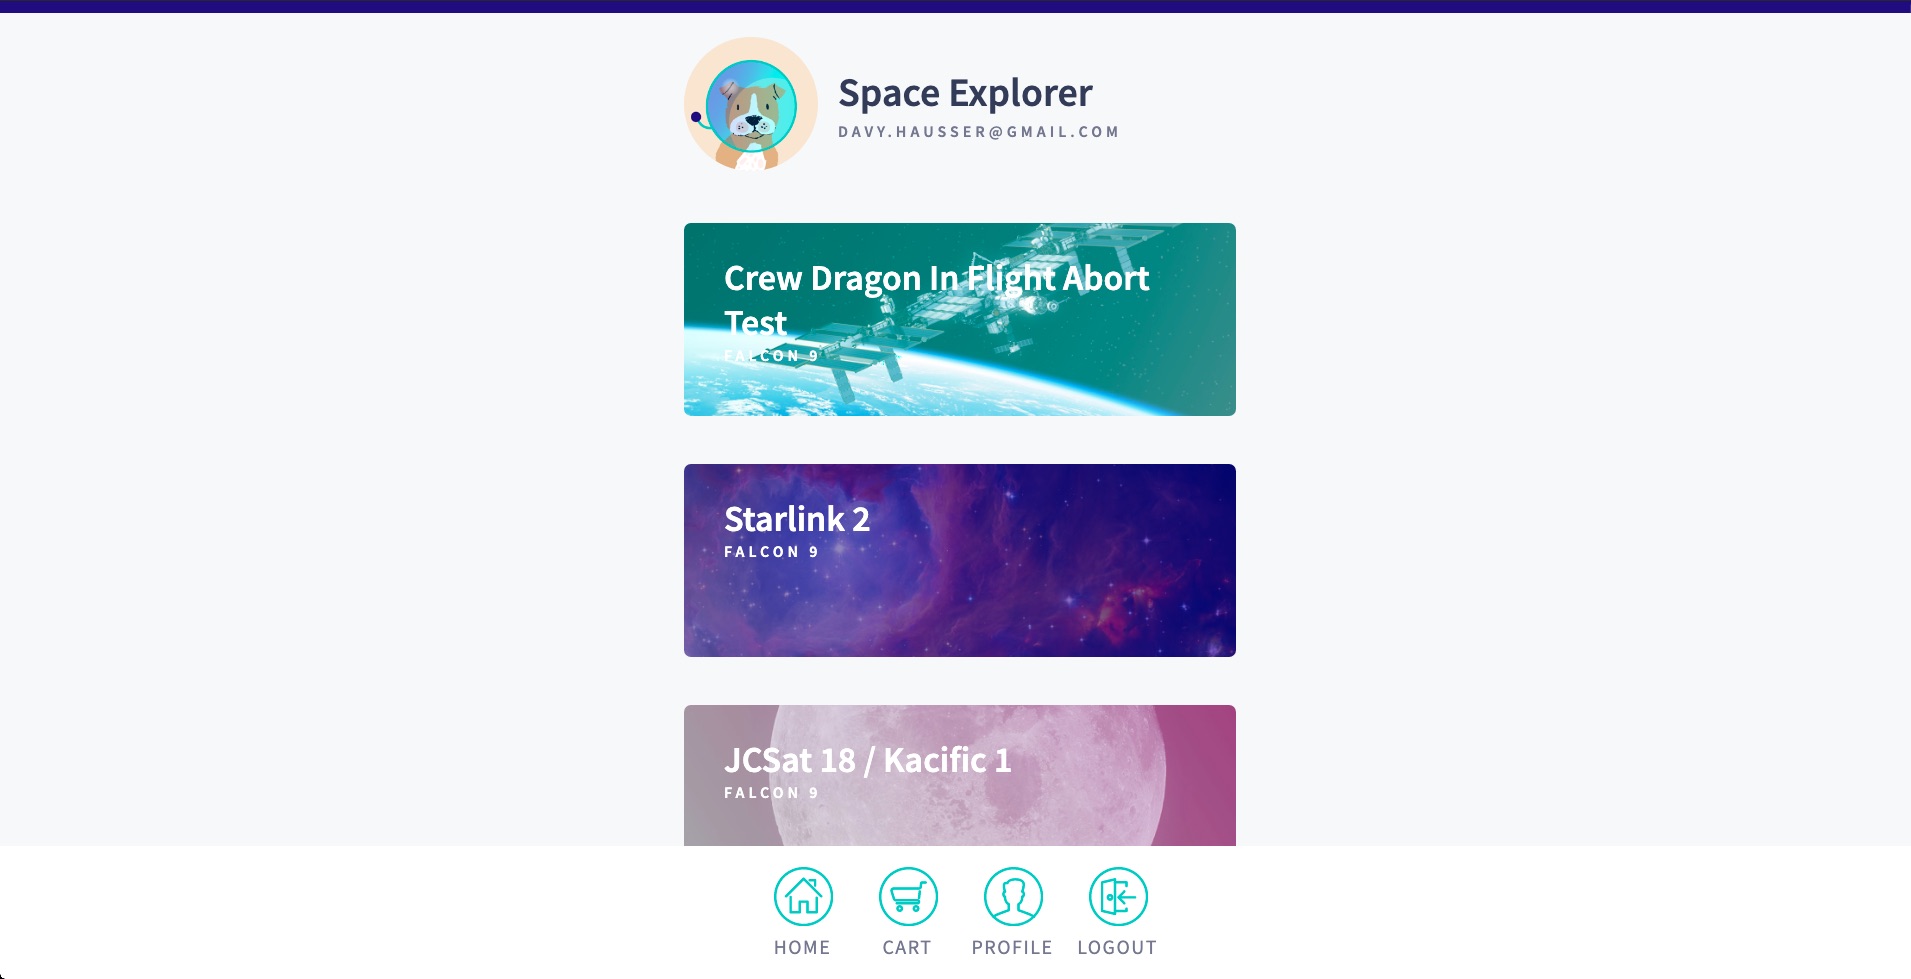 Space Explorer
DAVY.HAUSSER@GMAIL.COM
Crew Dragon In Flight Abort
Test
FALCON 9
Starlink 2
FALCON 9
JCSat 18 / Kacific 1
FALCON 9
HOME CART PROFILE LOGOUT